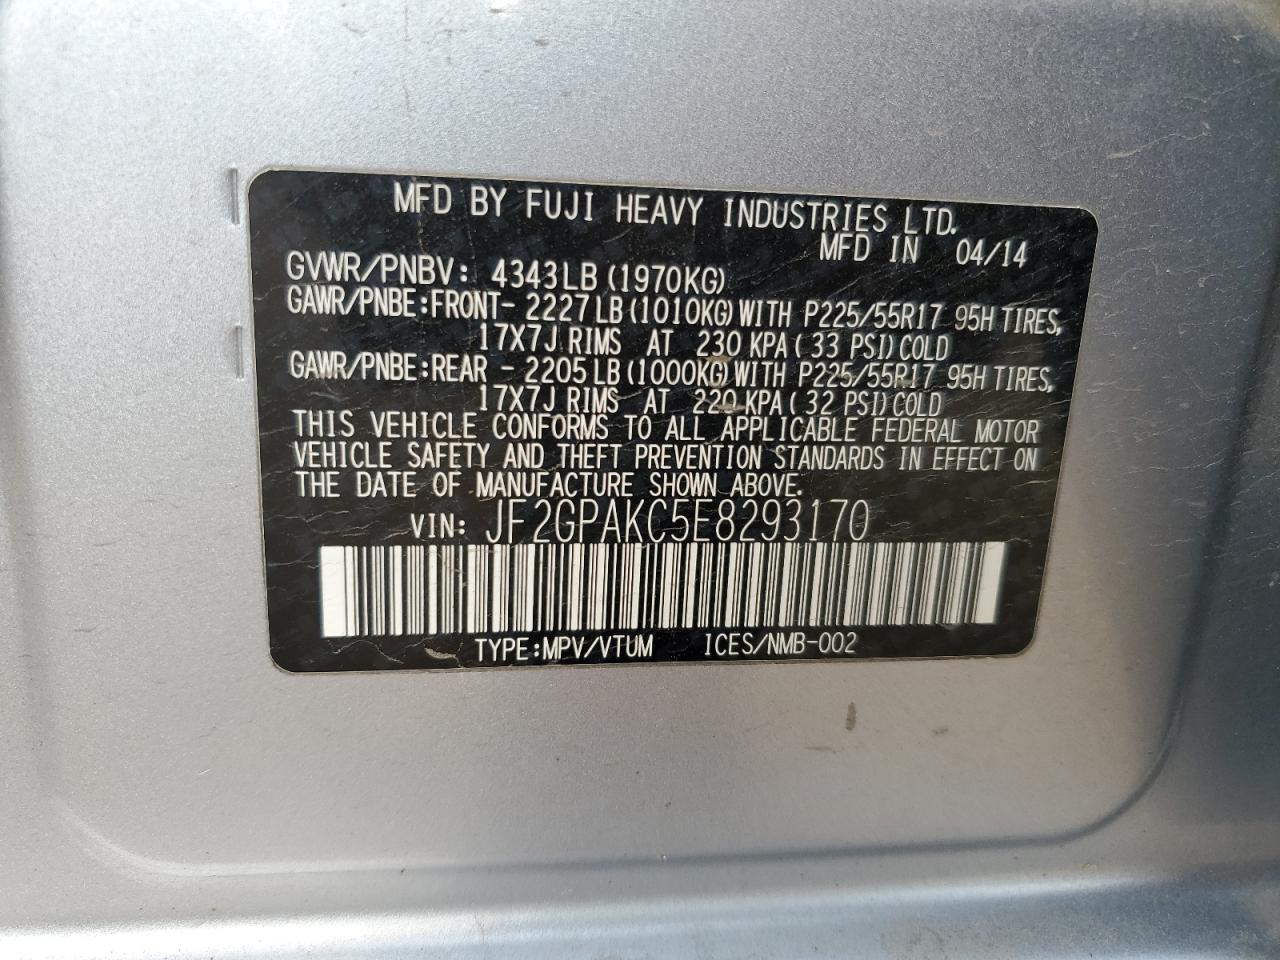 MFD BY FUJI HEAVY INDUSTRIES LTD.
MFD IN 04/14
GVWR/PNBV: 4343LB (1970KG)
GAWR/PNBE:FRONT- 2227LB (1010KG) WITH P225/55R17 95H TIRES,
17X7J RIMS AT 230 KPA ( 33 PSI) COLD
GAWR/PNBE:REAR - 2205LB (1000KG) WITH P225/55R17 95H TIRES,
17X7J RIMS AT 220 KPA ( 32 PSI) COLD
THIS VEHICLE CONFORMS TO ALL APPLICABLE FEDERAL MOTOR
VEHICLE SAFETY AND THEFT PREVENTION STANDARDS IN EFFECT ON
THE DATE OF MANUFACTURE SHOWN ABOVE.
VIN: JF2GPAKC5E8293170
TYPE:MPV/VTUM ICES/NMB-002